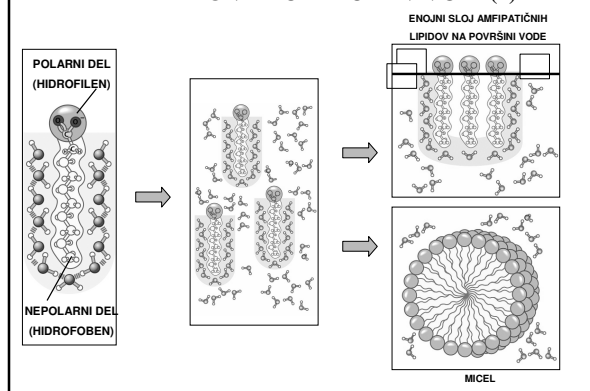 ENOJNI SLOJ AMFIPATIČNIH
LIPIDOV NA POVRŠINI VODE
POLARNI DEL
(HIDROFILEN)
NEPOLARNI DEL
(HIDROFOBEN)
MICEL